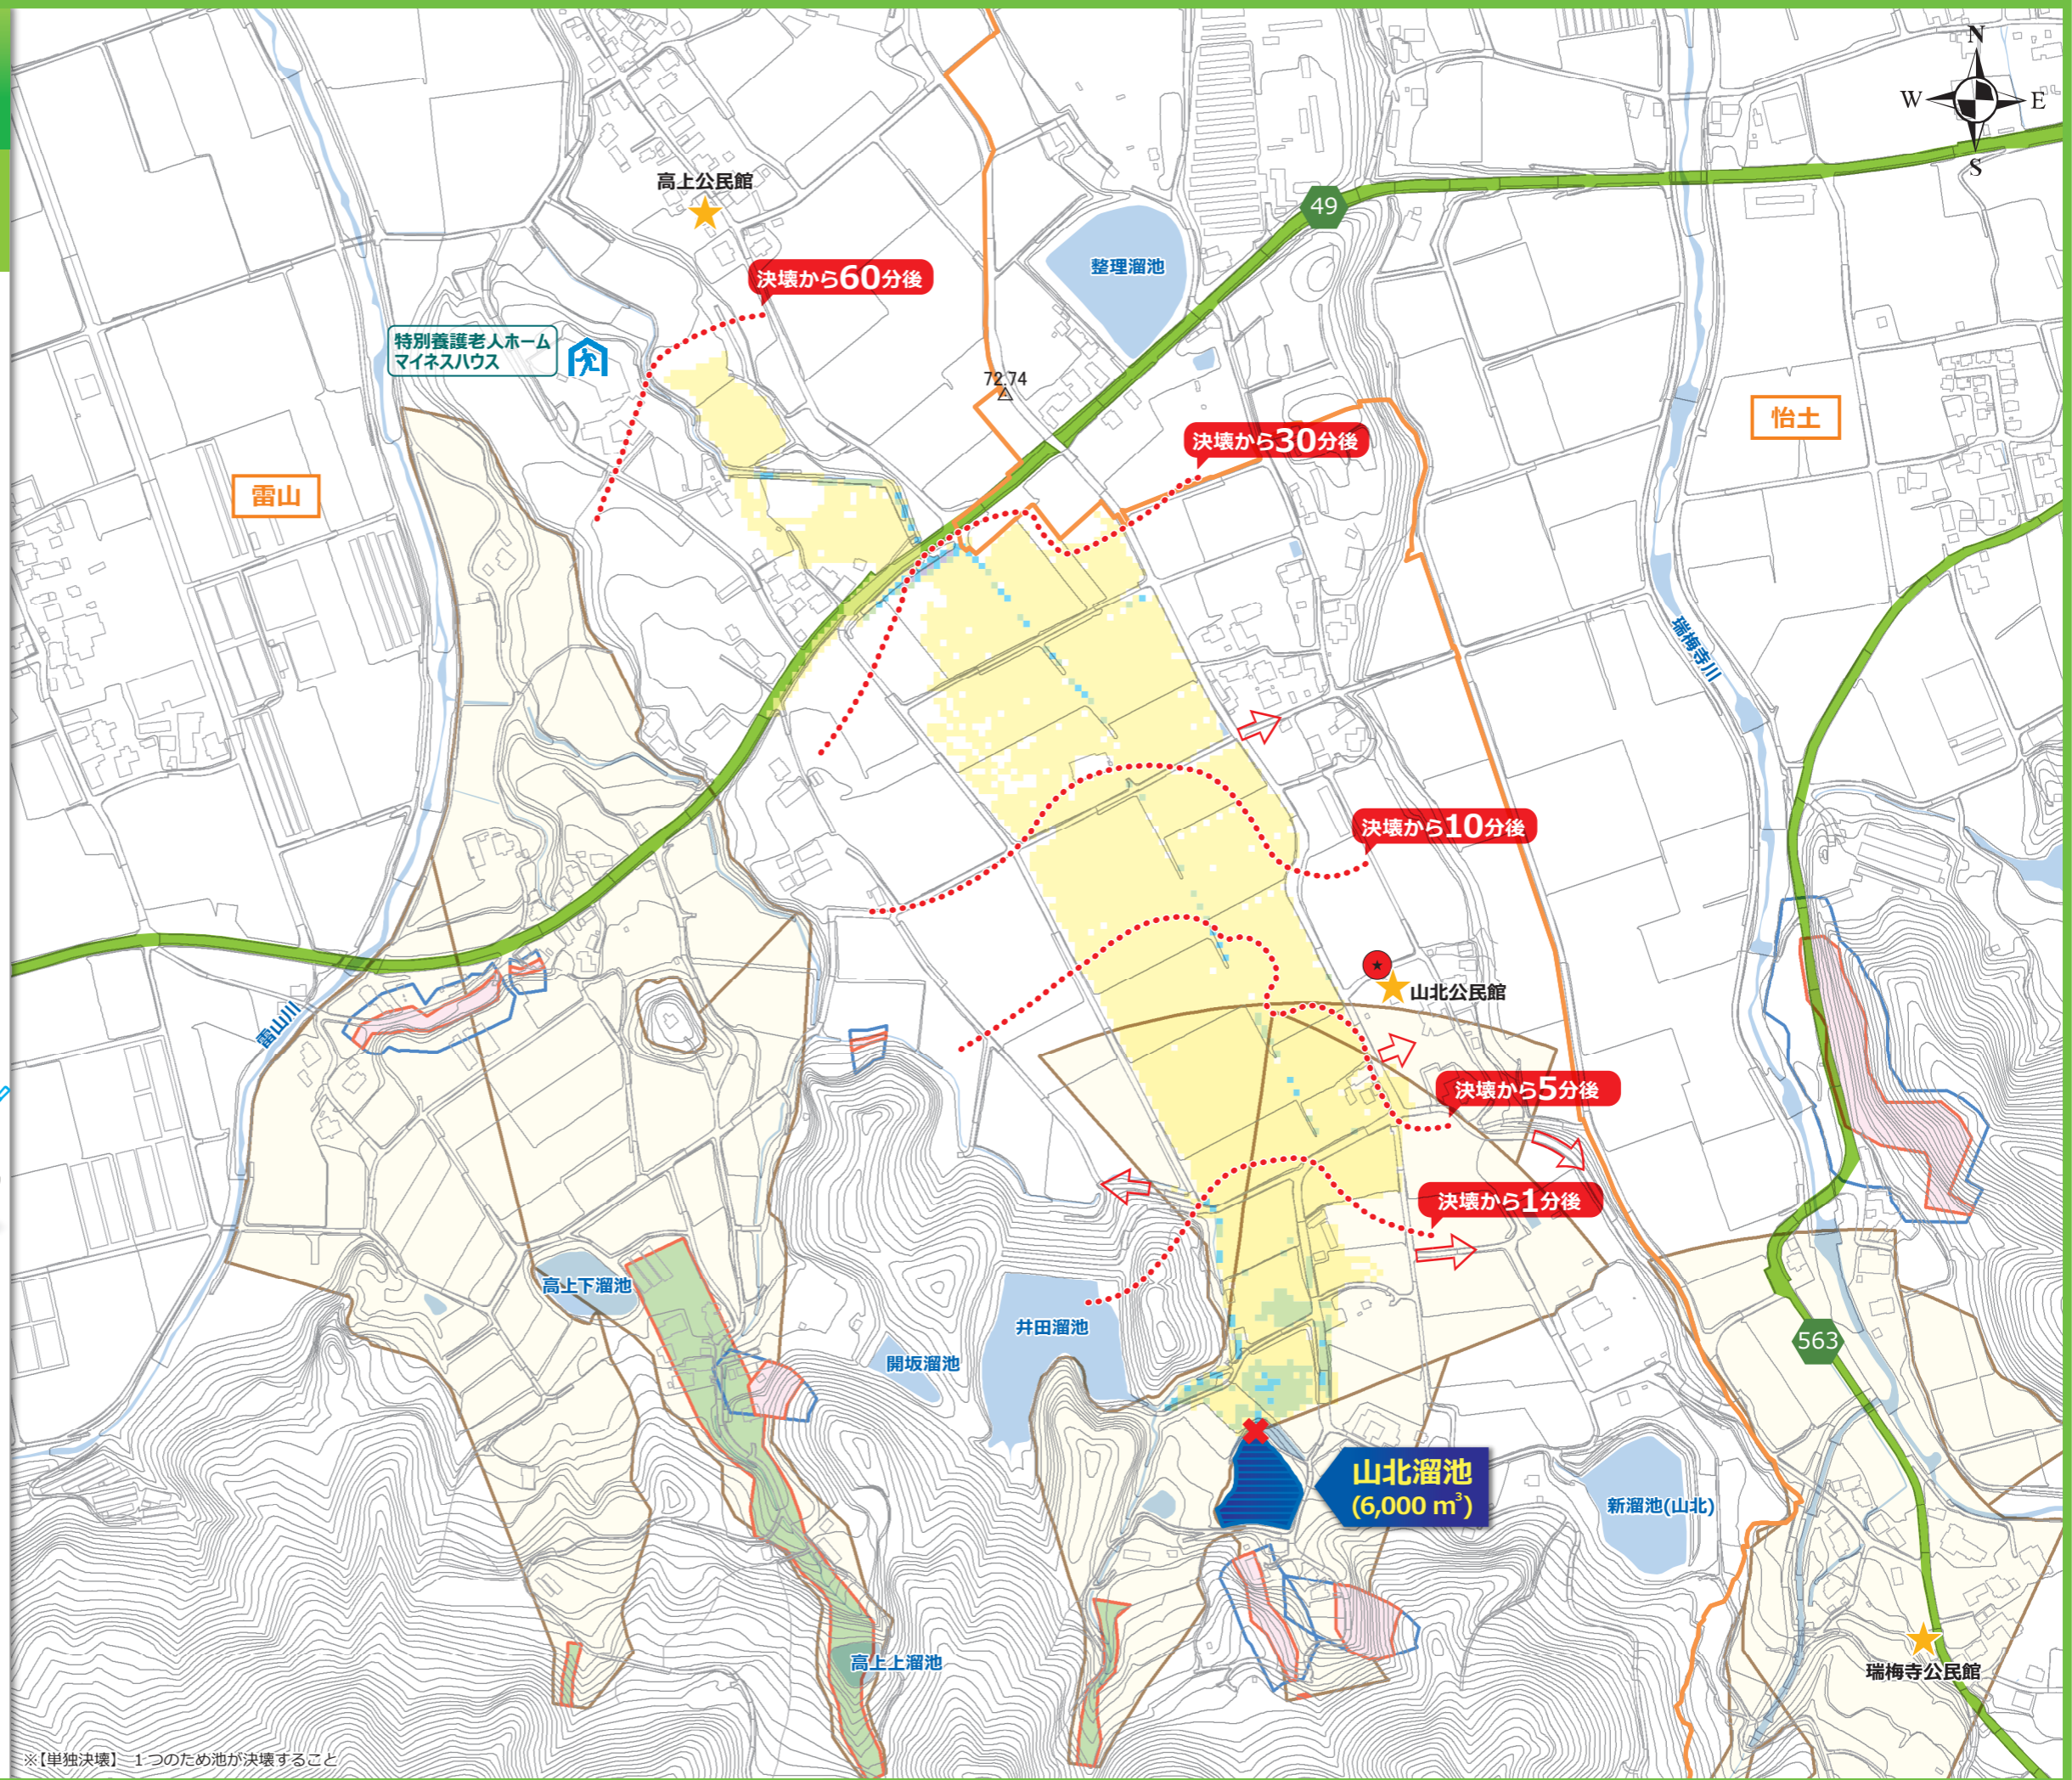 N
W
E
S
高上公民館
49
整理溜池
決壊から60分後
特別養護老人ホーム
マイネスハウス
72.74
怡土
決壊から30分後
雷山
瑞梅寺川
決壊から10分後
山北公民館
雷山川
決壊から5分後
決壊から1分後
高上下溜池
井田溜池
563
開坂溜池
山北溜池
(6,000 m³)
新溜池(山北)
高上上溜池
瑞梅寺公民館
※【単独決壊】 1つのため池が決壊すること